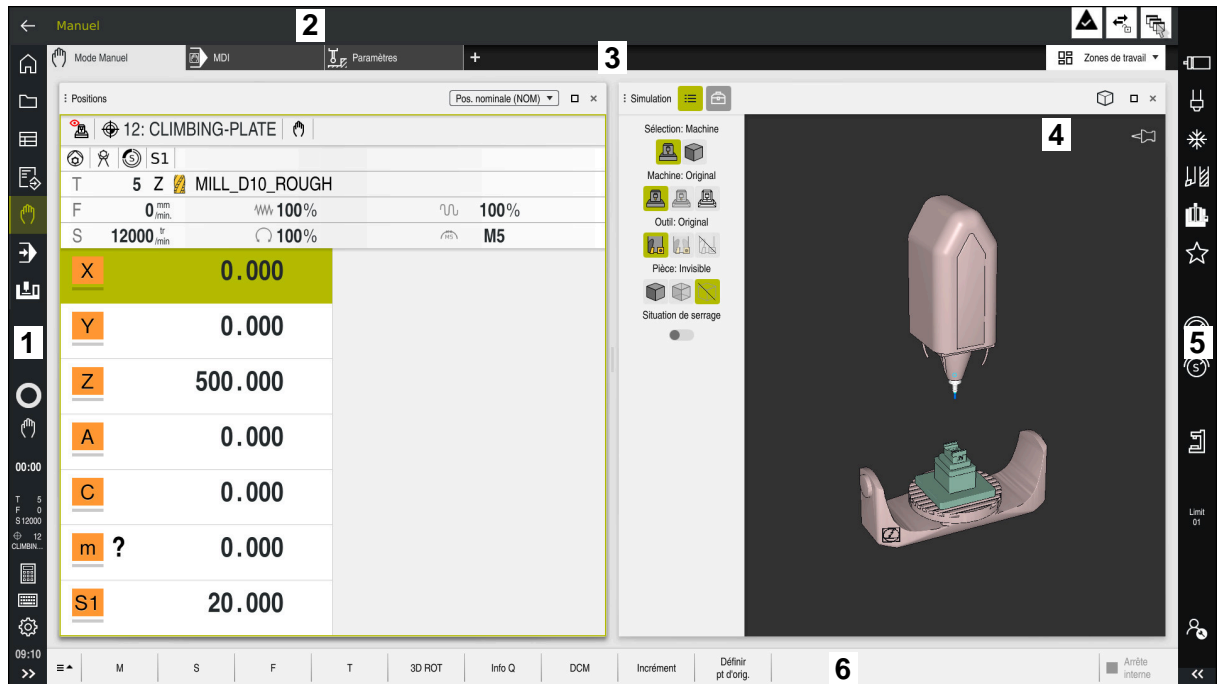 Manuel
2
Mode Manuel
MDI
Paramètres
+
3
Zones de travail
Positions
Pos. nominale (NOM)
Simulation
12: CLIMBING-PLATE
S1
T 5 Z MILL_D10_ROUGH
F 0 mm/min. 100% 100%
S 12000 tr/min 100% M5 M5
X 0.000
Y 0.000
Z 500.000
A 0.000
C 0.000
m ? 0.000
S1 20.000
Sélection: Machine
Machine: Original
Outil: Original
Pièce: Invisible
Situation de serrage
4
1
00:00
T 5
F 0
S 12000
12
CLIMBIN...
09:10
5
S
Limit
01
M
S
F
T
3D ROT
Info Q
DCM
Incrément
Définir
pt d'orig.
6
Arrête
interne